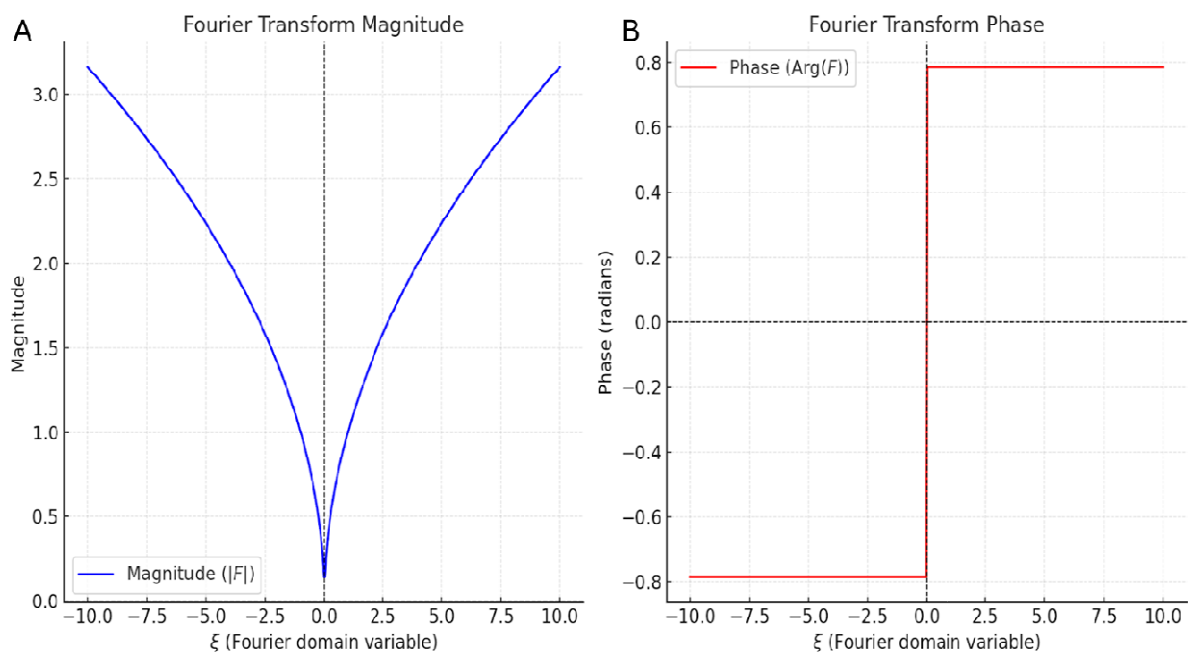 A
Fourier Transform Magnitude
Magnitude
3.0
2.5
2.0
1.5
1.0
0.5
0.0
Magnitude (|F|)
−10.0 −7.5 −5.0 −2.5 0.0 2.5 5.0 7.5 10.0
ξ (Fourier domain variable)
B
Fourier Transform Phase
Phase (Arg(F))
Phase (radians)
0.8
0.6
0.4
0.2
0.0
−0.2
−0.4
−0.6
−0.8
−10.0 −7.5 −5.0 −2.5 0.0 2.5 5.0 7.5 10.0
ξ (Fourier domain variable)